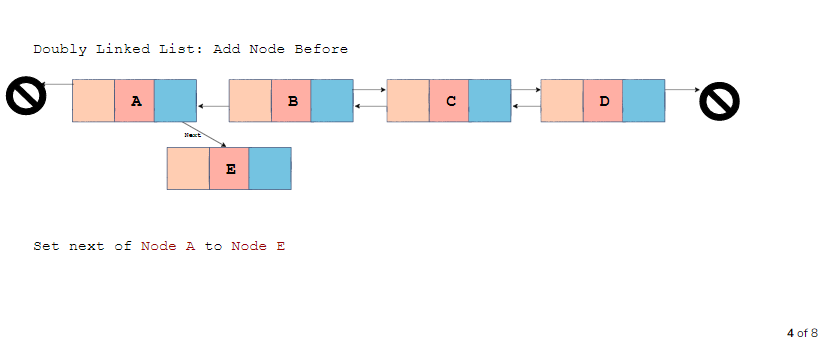 Doubly Linked List: Add Node Before
A B C D
Next
E
Set next of Node A to Node E
4 of 8